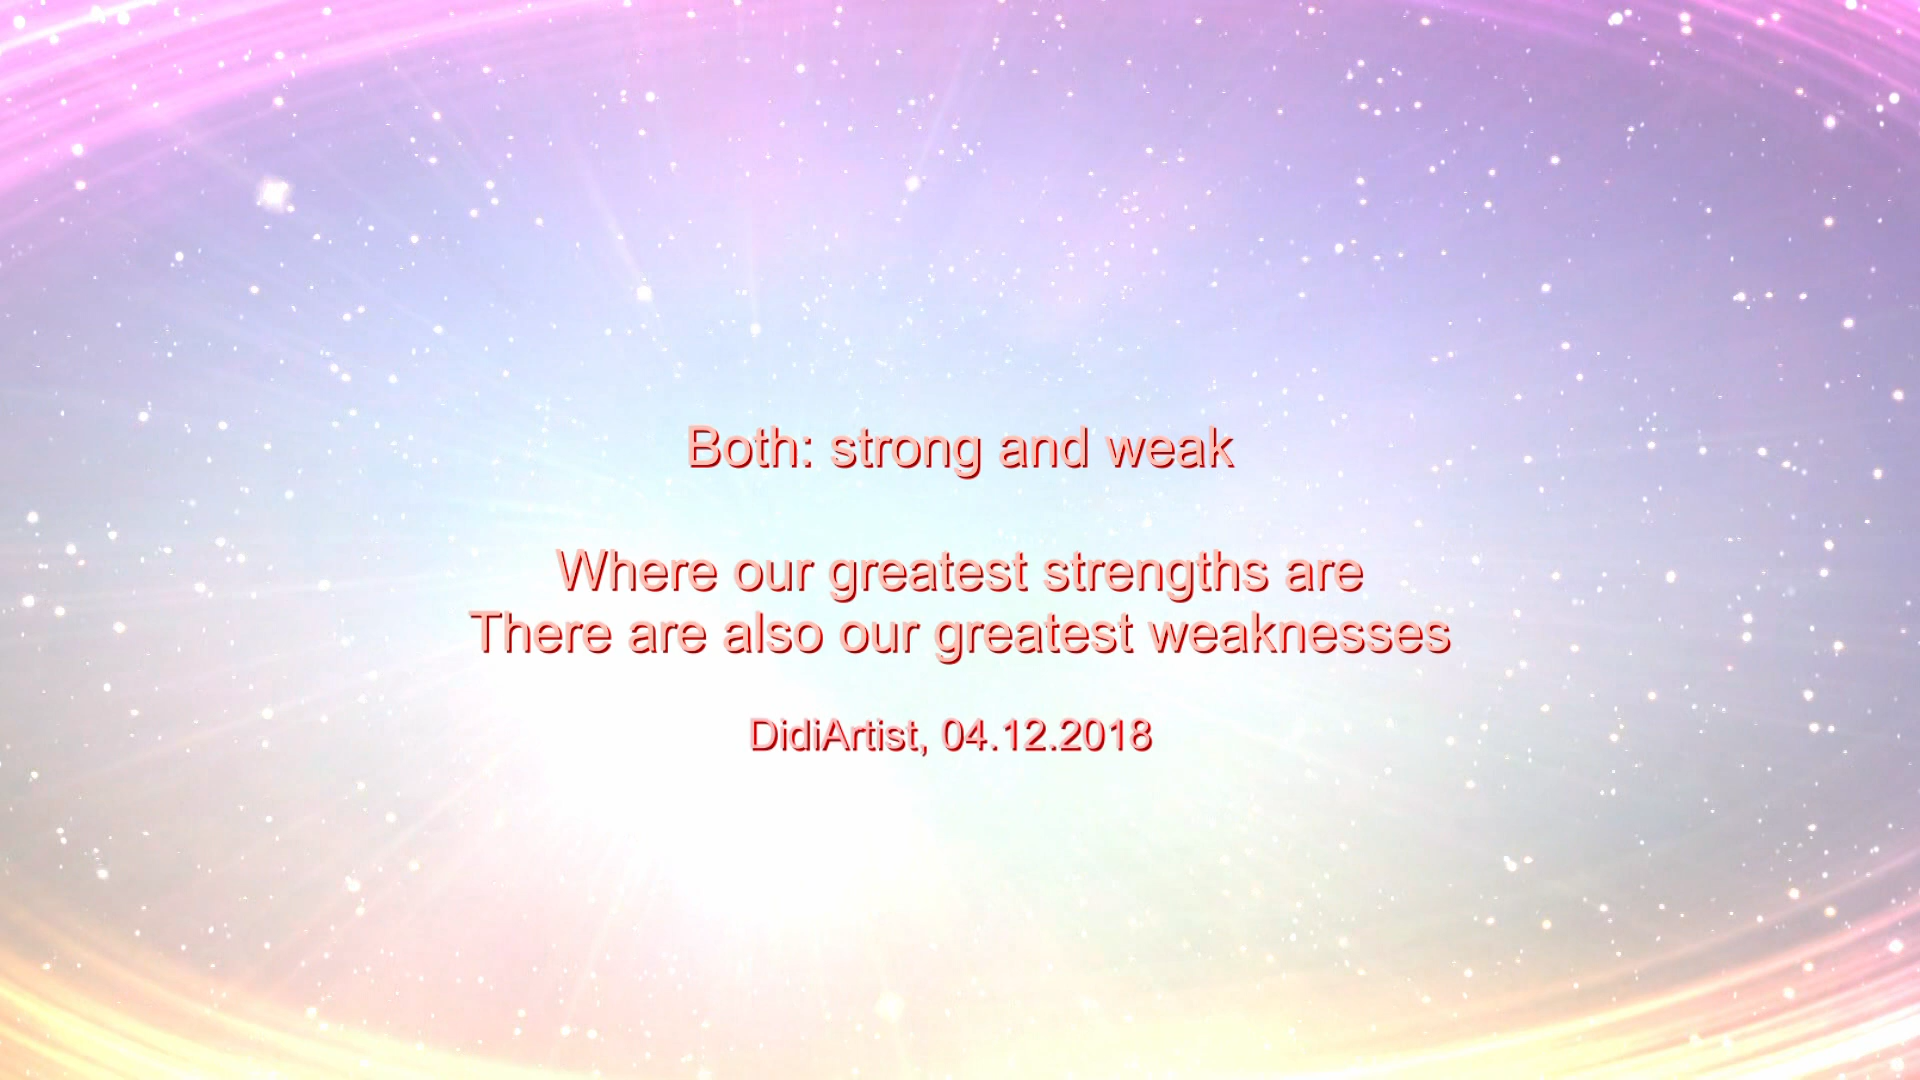 Both: strong and weak
Where our greatest strengths are
There are also our greatest weaknesses
DidiArtist, 04.12.2018